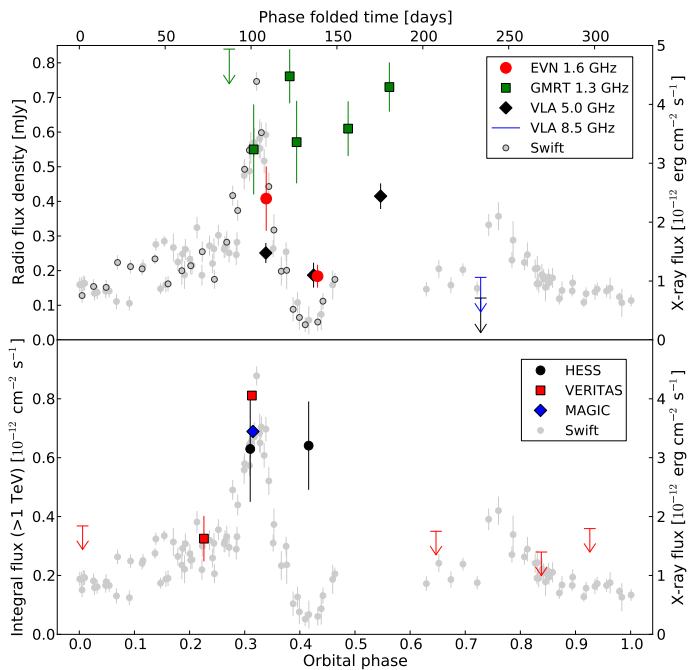 Phase folded time [days]
0 50 100 150 200 250 300
Radio flux density [mJy]
0.8
0.7
0.6
0.5
0.4
0.3
0.2
0.1
0.0
EVN 1.6 GHz
GMRT 1.3 GHz
VLA 5.0 GHz
VLA 8.5 GHz
Swift
5
4
3
2
1
0
X-ray flux [10⁻¹² erg cm⁻² s⁻¹]
Integral flux (>1 TeV) [10⁻¹² cm⁻² s⁻¹]
0.8
0.6
0.4
0.2
0.0
HESS
VERITAS
MAGIC
Swift
4
3
2
1
0
X-ray flux [10⁻¹² erg cm⁻² s⁻¹]
0.0 0.1 0.2 0.3 0.4 0.5 0.6 0.7 0.8 0.9 1.0
Orbital phase